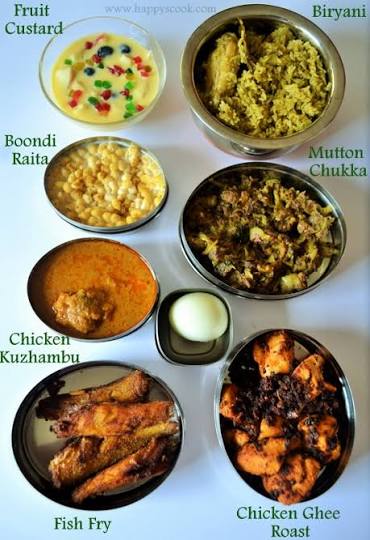 Fruit
Custard
www.happyscook.com
Biryani
Boondi
Raita
Mutton
Chukka
Chicken
Kuzhambu
Fish Fry
Chicken Ghee
Roast